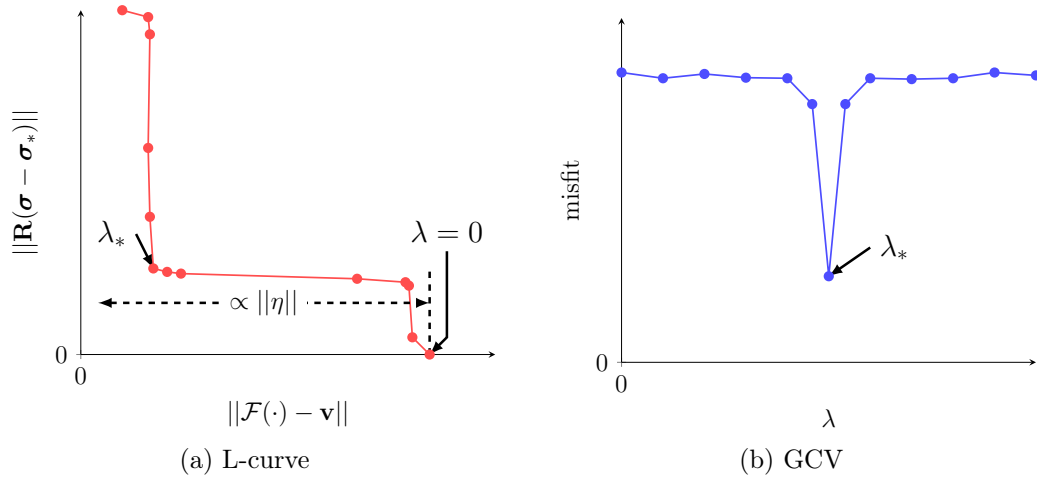 ||R(σ − σ∗)||
λ∗
λ = 0
∝ ||η||
0
0
||ℱ(·) − v||
(a) L-curve
misfit
λ∗
0
0
λ
(b) GCV